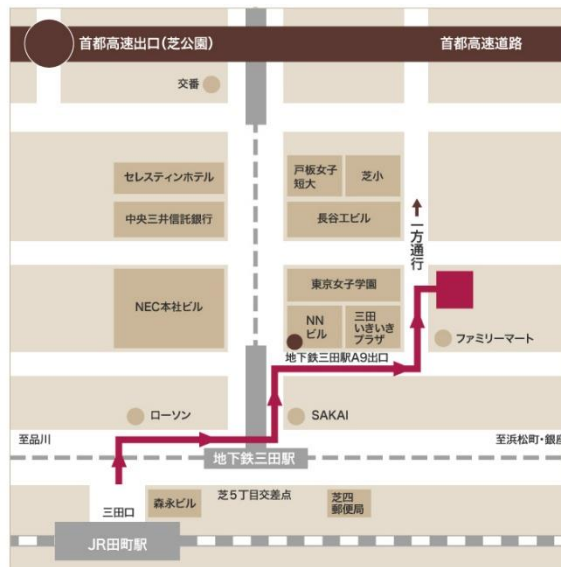 首都高速出口(芝公園)
首都高速道路
交番
セレスティンホテル
戸板女子
短大
芝小
中央三井信託銀行
長谷工ビル
一方通行
NEC本社ビル
東京女子学園
NN
ビル
三田
いきいき
プラザ
ファミリーマート
地下鉄三田駅A9出口
ローソン
SAKAI
至品川
至浜松町・銀座
地下鉄三田駅
三田口
森永ビル
芝5丁目交差点
芝四
郵便局
JR田町駅